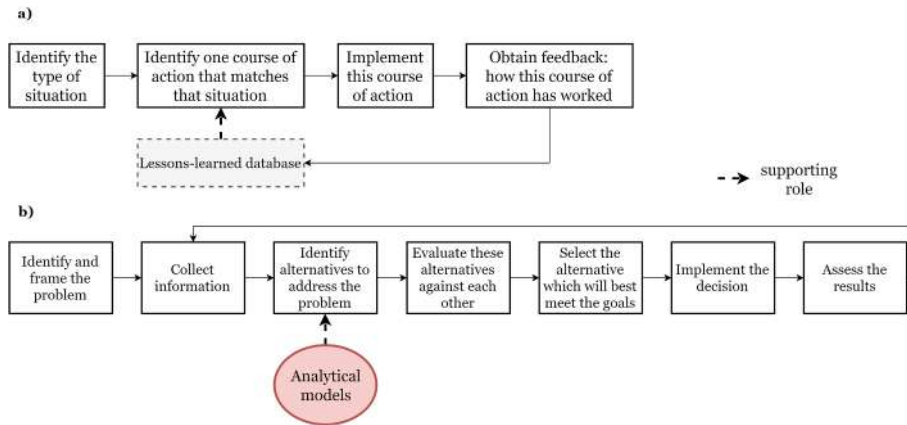 a)
Identify the
type of
situation
Identify one course of
action that matches
that situation
Implement
this course
of action
Obtain feedback:
how this course of
action has worked
Lessons-learned database
supporting
role
b)
Identify and
frame the
problem
Collect
information
Identify
alternatives to
address the
problem
Evaluate these
alternatives
against each
other
Select the
alternative
which will best
meet the goals
Implement the
decision
Assess the
results
Analytical
models